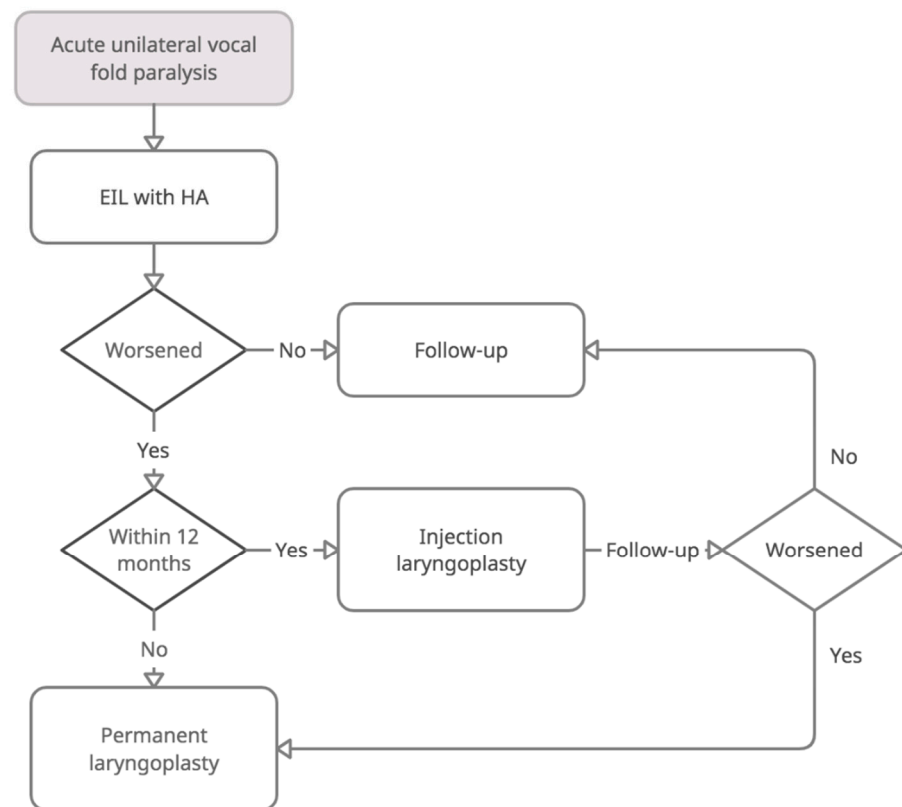 Acute unilateral vocal
fold paralysis
EIL with HA
Worsened
No
Follow-up
Yes
No
Within 12
months
Yes
Injection
laryngoplasty
Follow-up
Worsened
No
Yes
Permanent
laryngoplasty